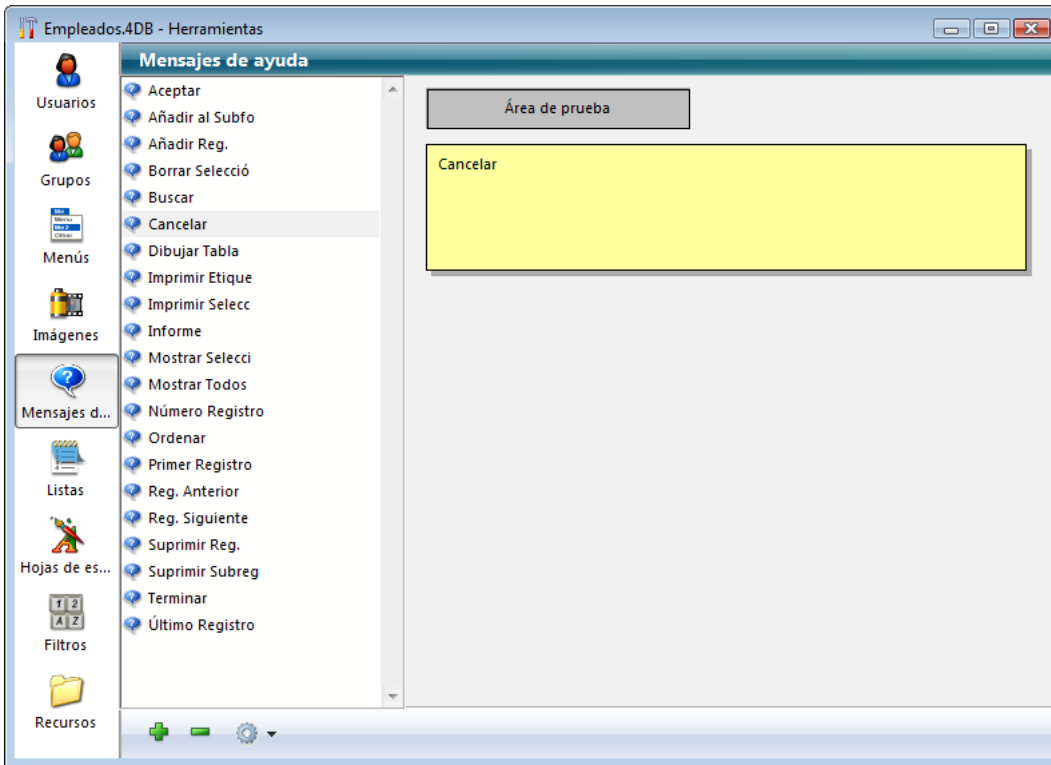 Empleados.4DB - Herramientas
Mensajes de ayuda
Usuarios
Grupos
Menús
Imágenes
Mensajes d...
Listas
Hojas de es...
Filtros
Recursos
Aceptar
Añadir al Subfo
Añadir Reg.
Borrar Selecció
Buscar
Cancelar
Dibujar Tabla
Imprimir Etique
Imprimir Selecc
Informe
Mostrar Selecci
Mostrar Todos
Número Registro
Ordenar
Primer Registro
Reg. Anterior
Reg. Siguiente
Suprimir Reg.
Suprimir Subreg
Terminar
Último Registro
Área de prueba
Cancelar